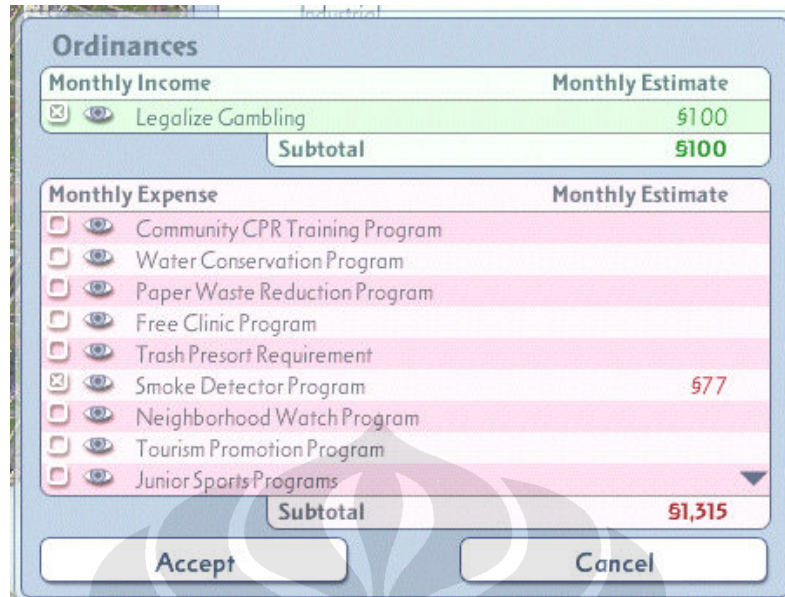 Industrial
Ordinances
Monthly Income Monthly Estimate
Legalize Gambling §100
Subtotal §100
Monthly Expense Monthly Estimate
Community CPR Training Program
Water Conservation Program
Paper Waste Reduction Program
Free Clinic Program
Trash Presort Requirement
Smoke Detector Program §77
Neighborhood Watch Program
Tourism Promotion Program
Junior Sports Programs
Subtotal §1,315
Accept Cancel